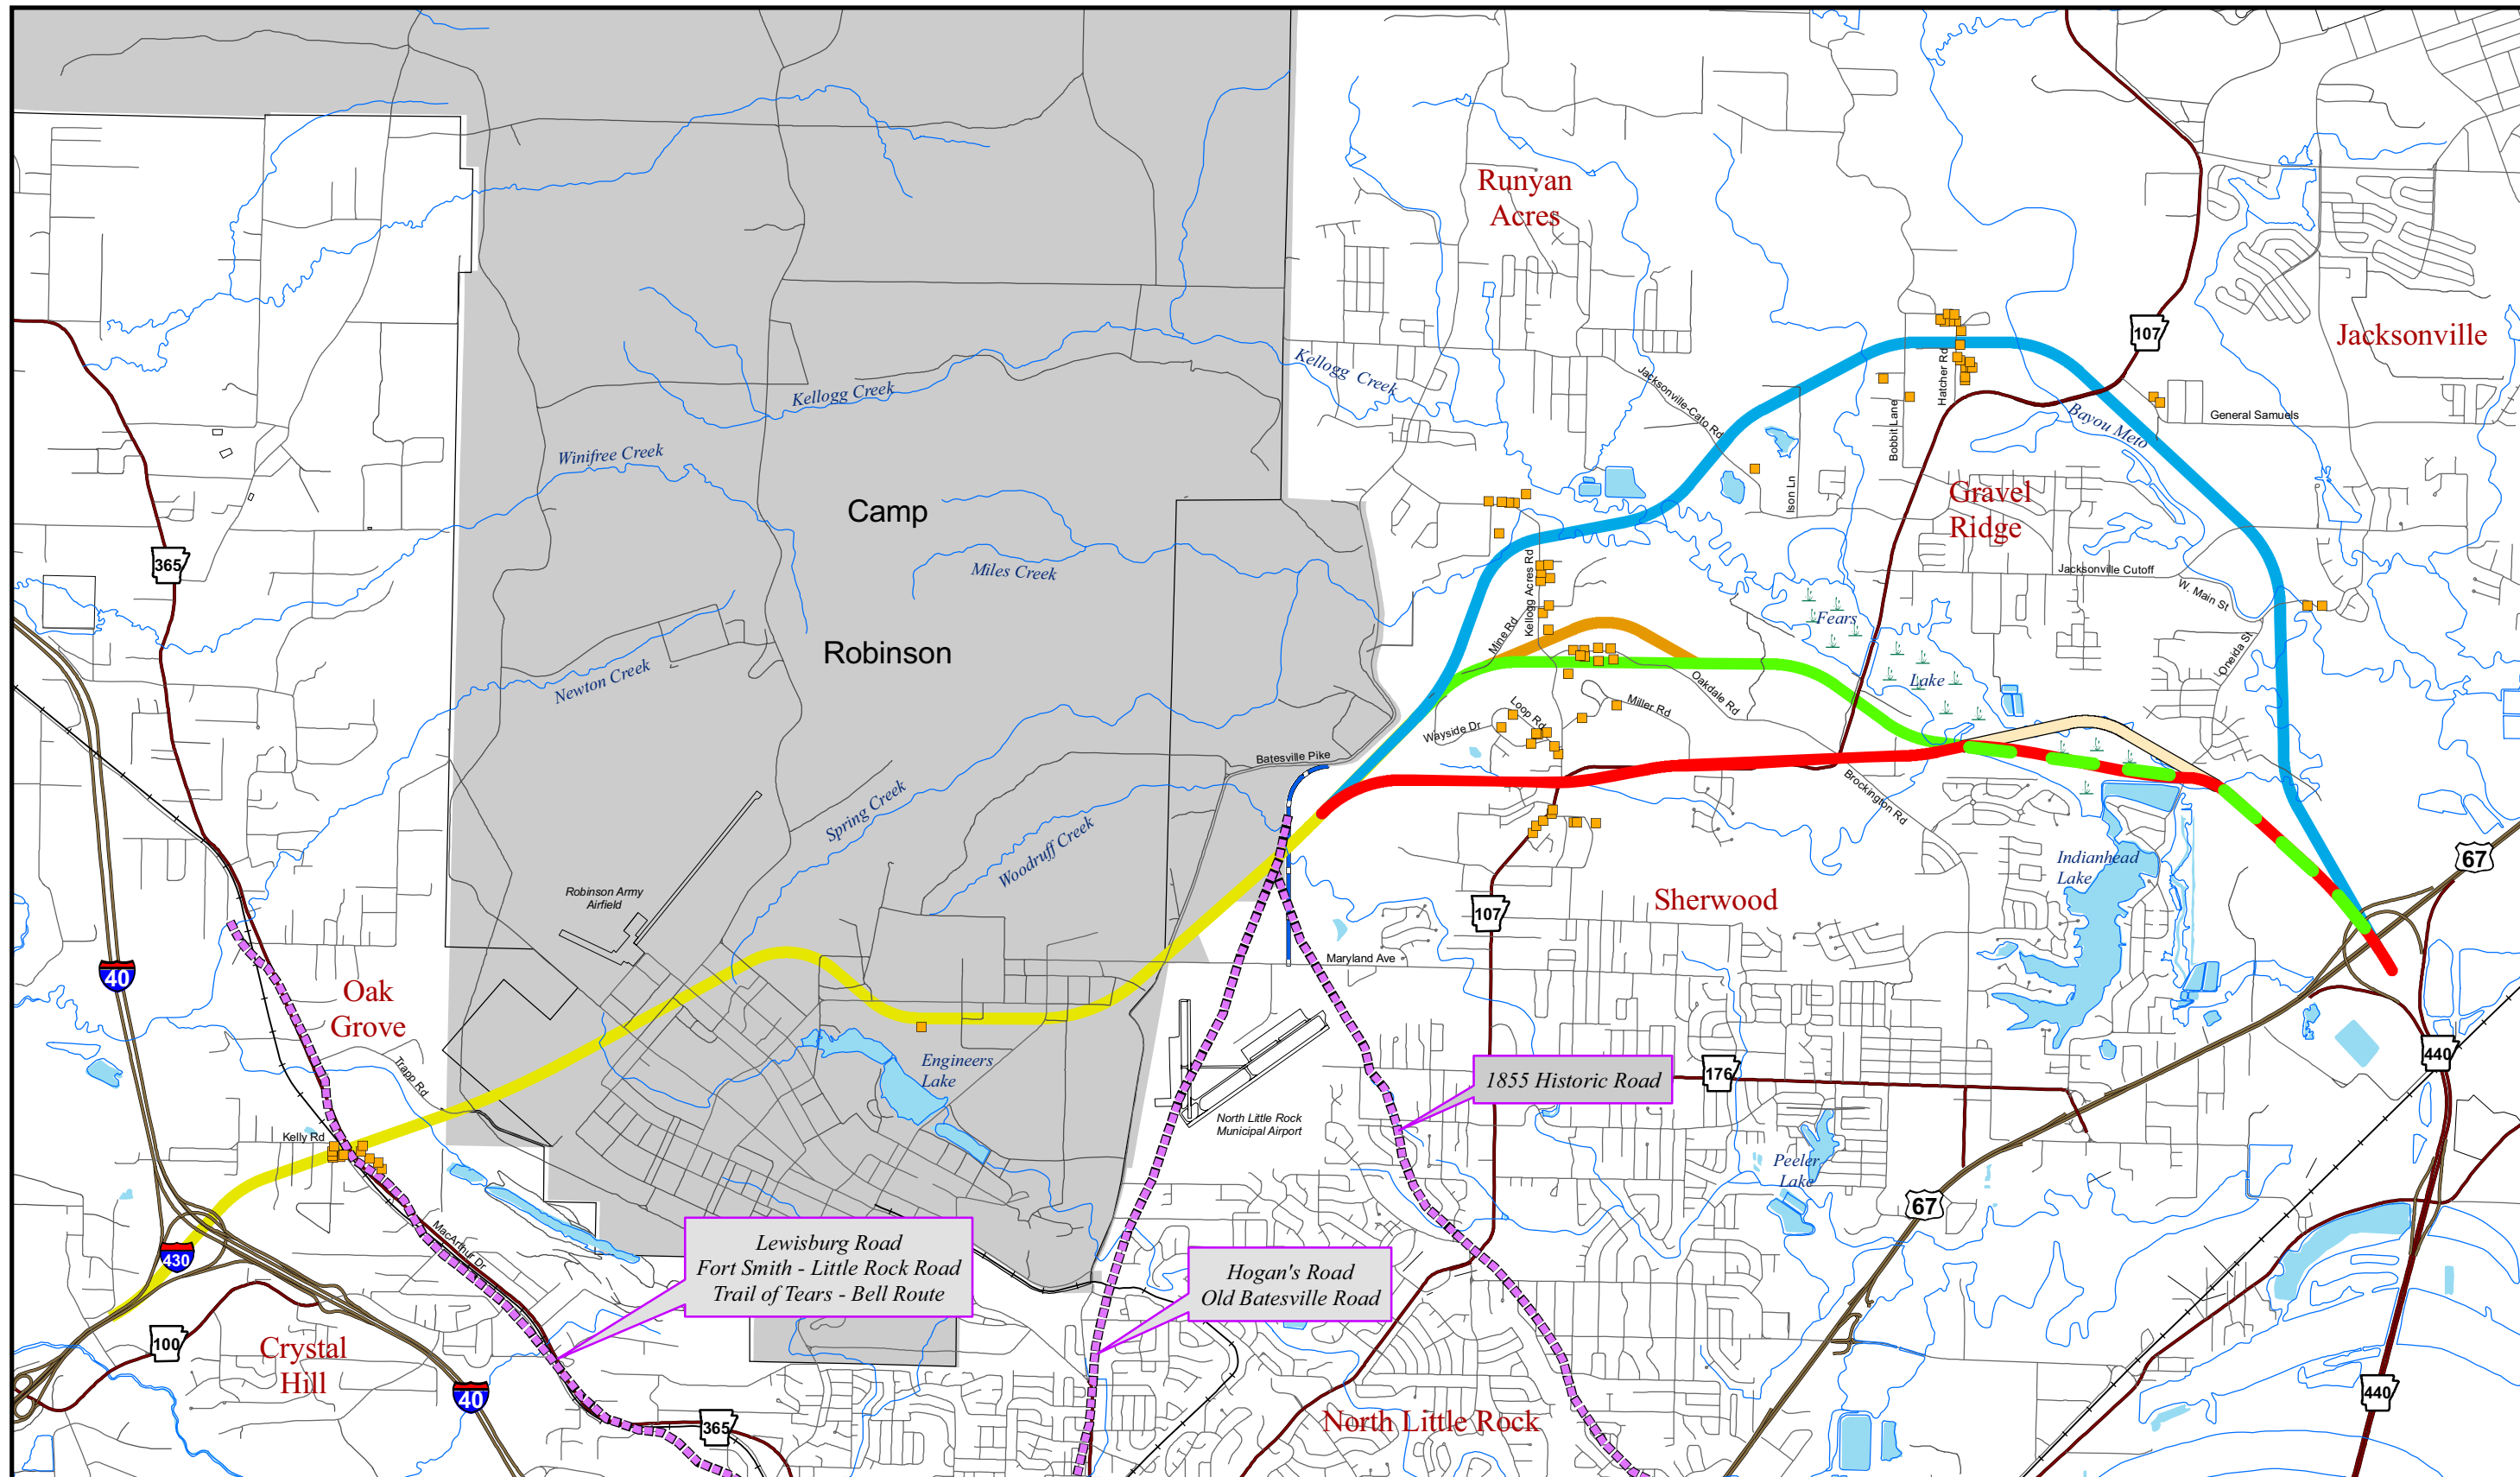 Runyan
Acres
107
Jacksonville
Kellogg Creek
Jacksonville-Cato Rd
Hatcher Rd
Kellogg Creek
Bobbit Lane
Bayou Meto
General Samuels
Winifree Creek
Camp
Ison Ln
Gravel
Ridge
365
Miles Creek
Kellogg Acres Rd
Jacksonville Cutoff
W. Main St
Fears
Mine Rd
Robinson
Newton Creek
Oneida St
Lake
Oakdale Rd
Loop Rd
Miller Rd
Wayside Dr
Batesville Pike
Spring Creek
Brockington Rd
Woodruff Creek
Indianhead
Lake
67
Robinson Army
Airfield
Sherwood
107
Maryland Ave
40
Oak
Grove
Engineers
Lake
440
Trapp Rd
1855 Historic Road
176
North Little Rock
Municipal Airport
Kelly Rd
Peeler
Lake
67
MacArthur Dr
430
Lewisburg Road
Fort Smith - Little Rock Road
Trail of Tears - Bell Route
Hogan's Road
Old Batesville Road
100
Crystal
Hill
40
440
365
North Little Rock